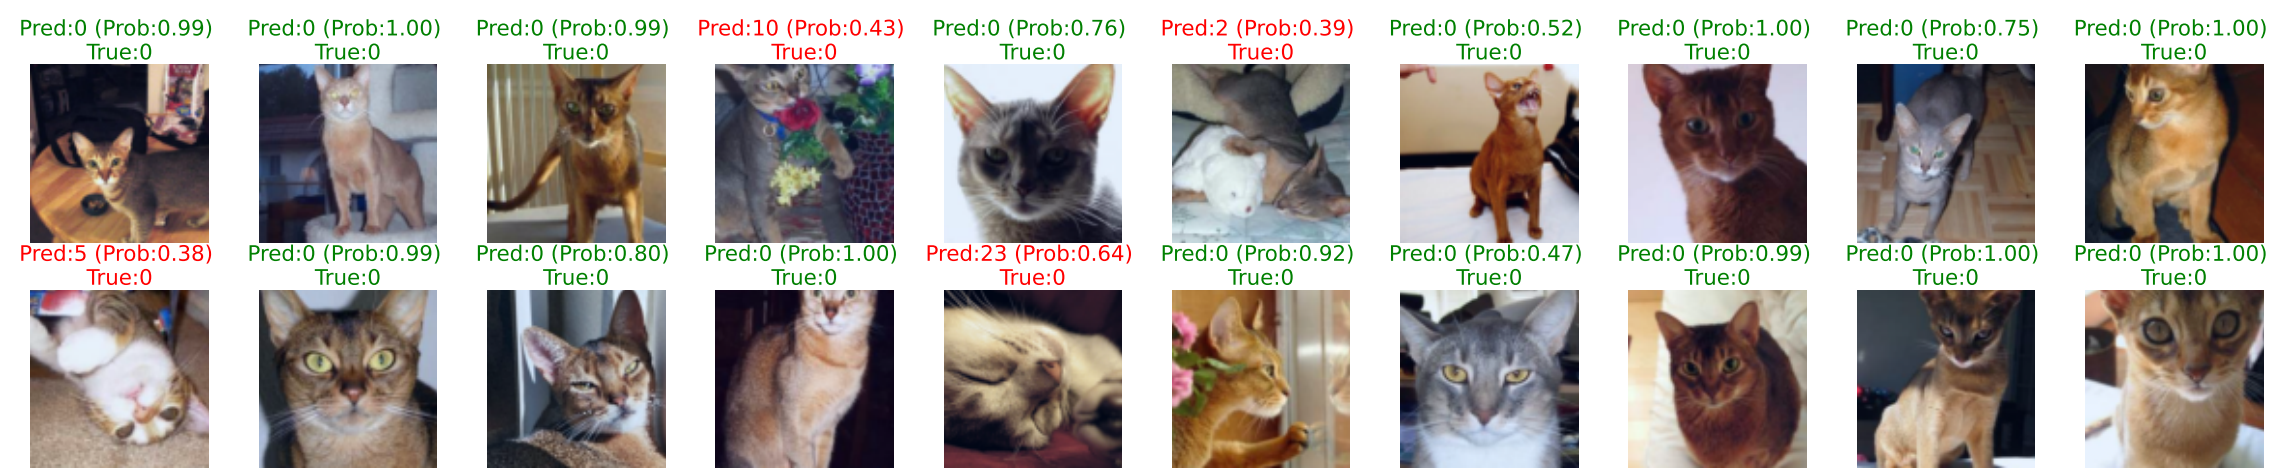 Pred:0 (Prob:0.99)
True:0
Pred:0 (Prob:1.00)
True:0
Pred:0 (Prob:0.99)
True:0
Pred:10 (Prob:0.43)
True:0
Pred:0 (Prob:0.76)
True:0
Pred:2 (Prob:0.39)
True:0
Pred:0 (Prob:0.52)
True:0
Pred:0 (Prob:1.00)
True:0
Pred:0 (Prob:0.75)
True:0
Pred:0 (Prob:1.00)
True:0
Pred:5 (Prob:0.38)
True:0
Pred:0 (Prob:0.99)
True:0
Pred:0 (Prob:0.80)
True:0
Pred:0 (Prob:1.00)
True:0
Pred:23 (Prob:0.64)
True:0
Pred:0 (Prob:0.92)
True:0
Pred:0 (Prob:0.47)
True:0
Pred:0 (Prob:0.99)
True:0
Pred:0 (Prob:1.00)
True:0
Pred:0 (Prob:1.00)
True:0